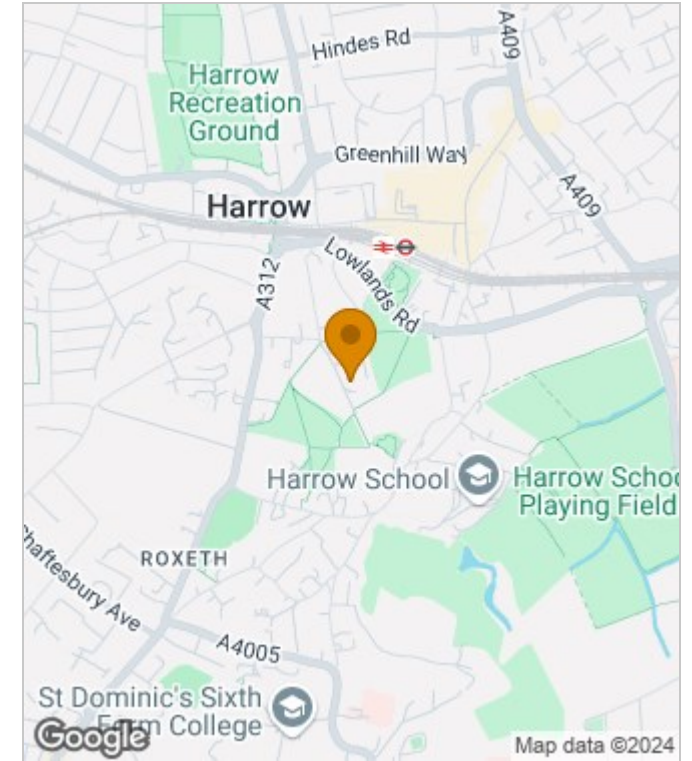 Hindes Rd
A409
Harrow
Recreation
Ground
Greenhill Way
A409
Harrow
Lowlands Rd
A312
Harrow School
Harrow Schoo
Playing Field
ROXETH
Shaftesbury Ave
A4005
St Dominic's Sixth
Form College
Google
Map data ©2024